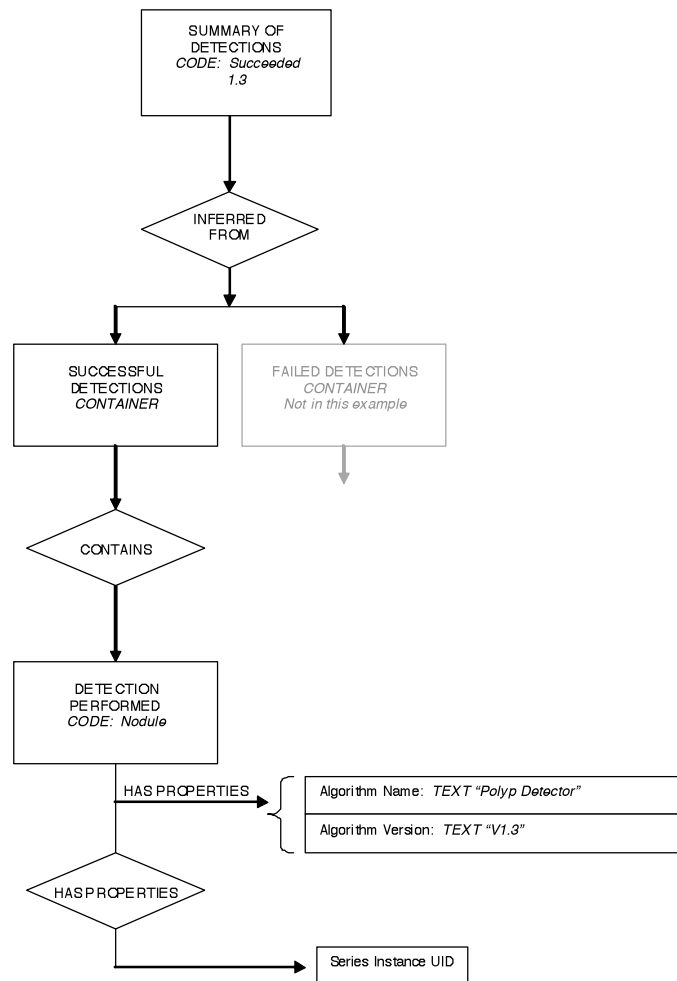 SUMMARY OF
DETECTIONS
CODE: Succeeded
1.3
INFERRED
FROM
SUCCESSFUL
DETECTIONS
CONTAINER
FAILED DETECTIONS
CONTAINER
Not in this example
CONTAINS
DETECTION
PERFORMED
CODE: Nodule
HAS PROPERTIES
Algorithm Name: TEXT “Polyp Detector”
Algorithm Version: TEXT “V1.3”
HAS PROPERTIES
Series Instance UID